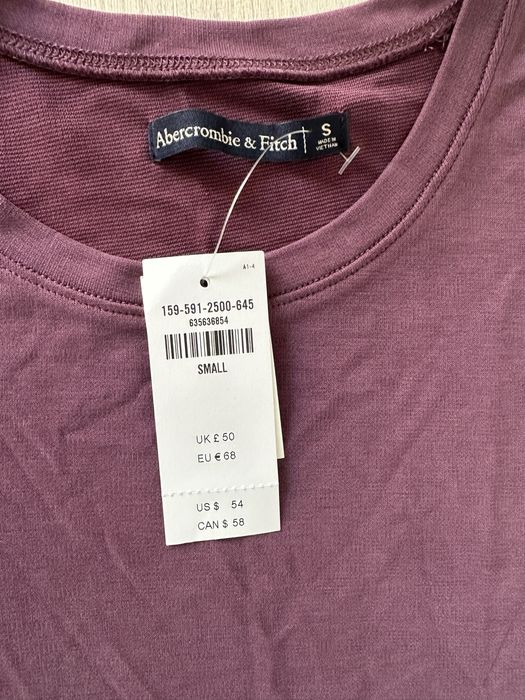 Abercrombie & Fitch
S
MADE IN
VIETNAM
A1-4
159-591-2500-645
635636854
SMALL
UK £ 50
EU € 68
US $ 54
CAN $ 58